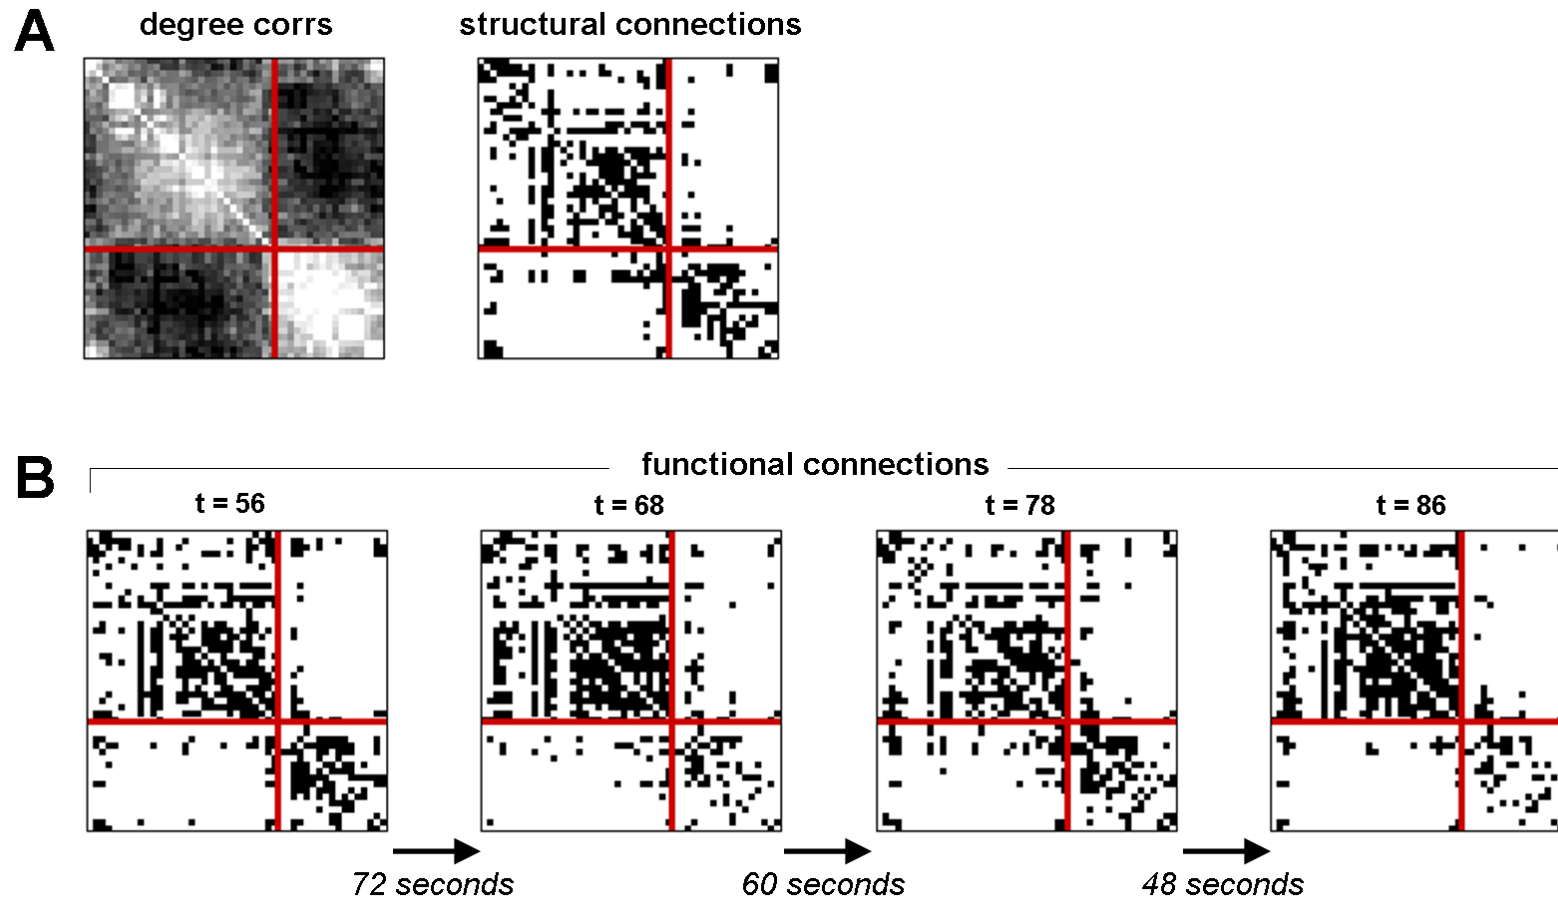 A
degree corrs
structural connections
B
functional connections
t = 56
t = 68
t = 78
t = 86
72 seconds
60 seconds
48 seconds